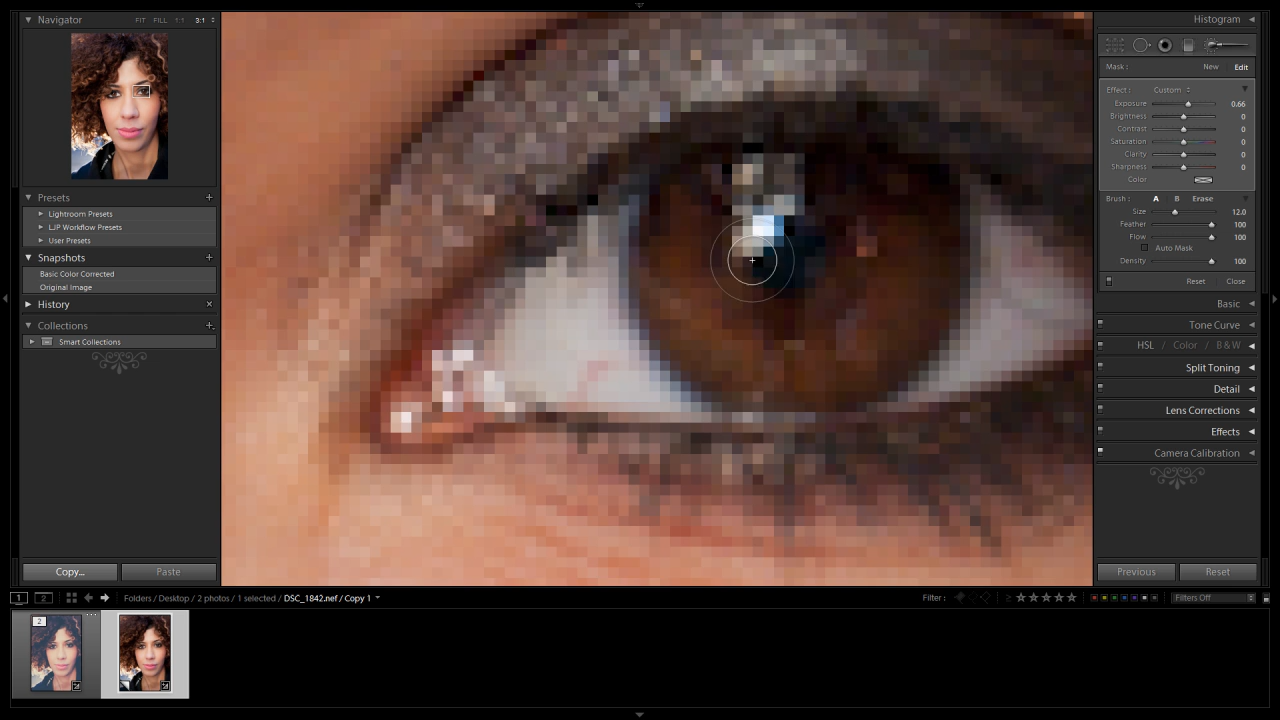 Navigator FIT FILL 1:1 3:1
Presets +
Lightroom Presets
LJP Workflow Presets
User Presets
Snapshots +
Basic Color Corrected
Original Image
History ×
Collections +
Smart Collections
Copy... Paste
Histogram
Mask : New Edit
Effect : Custom
Exposure 0.66
Brightness 0
Contrast 0
Saturation 0
Clarity 0
Sharpness 0
Color
Brush : A B Erase
Size 12.0
Feather 100
Flow 100
Auto Mask
Density 100
Reset Close
Basic
Tone Curve
HSL / Color / B & W
Split Toning
Detail
Lens Corrections
Effects
Camera Calibration
Previous Reset
1 2 Folders / Desktop / 2 photos / 1 selected / DSC_1842.nef / Copy 1 Filter : ≥ Filters Off
2